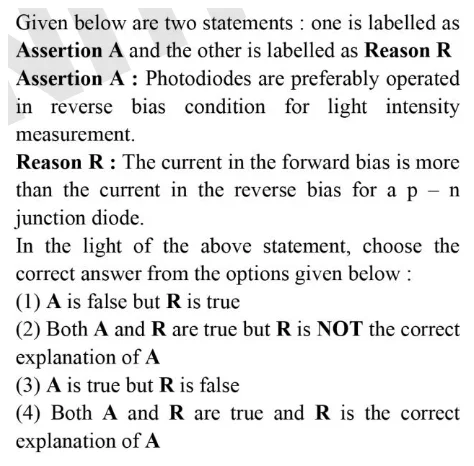 Given below are two statements : one is labelled as
Assertion A and the other is labelled as Reason R
Assertion A : Photodiodes are preferably operated
in reverse bias condition for light intensity
measurement.
Reason R : The current in the forward bias is more
than the current in the reverse bias for a p – n
junction diode.
In the light of the above statement, choose the
correct answer from the options given below :
(1) A is false but R is true
(2) Both A and R are true but R is NOT the correct
explanation of A
(3) A is true but R is false
(4) Both A and R are true and R is the correct
explanation of A